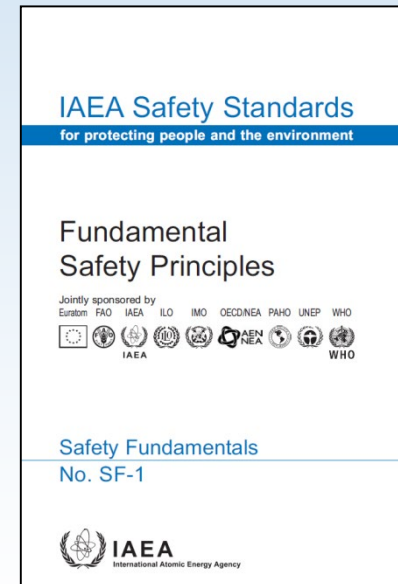 IAEA Safety Standards
for protecting people and the environment
Fundamental
Safety Principles
Jointly sponsored by
Euratom FAO IAEA ILO IMO OECD/NEA PAHO UNEP WHO
IAEA AEN NEA WHO
Safety Fundamentals
No. SF-1
IAEA
International Atomic Energy Agency